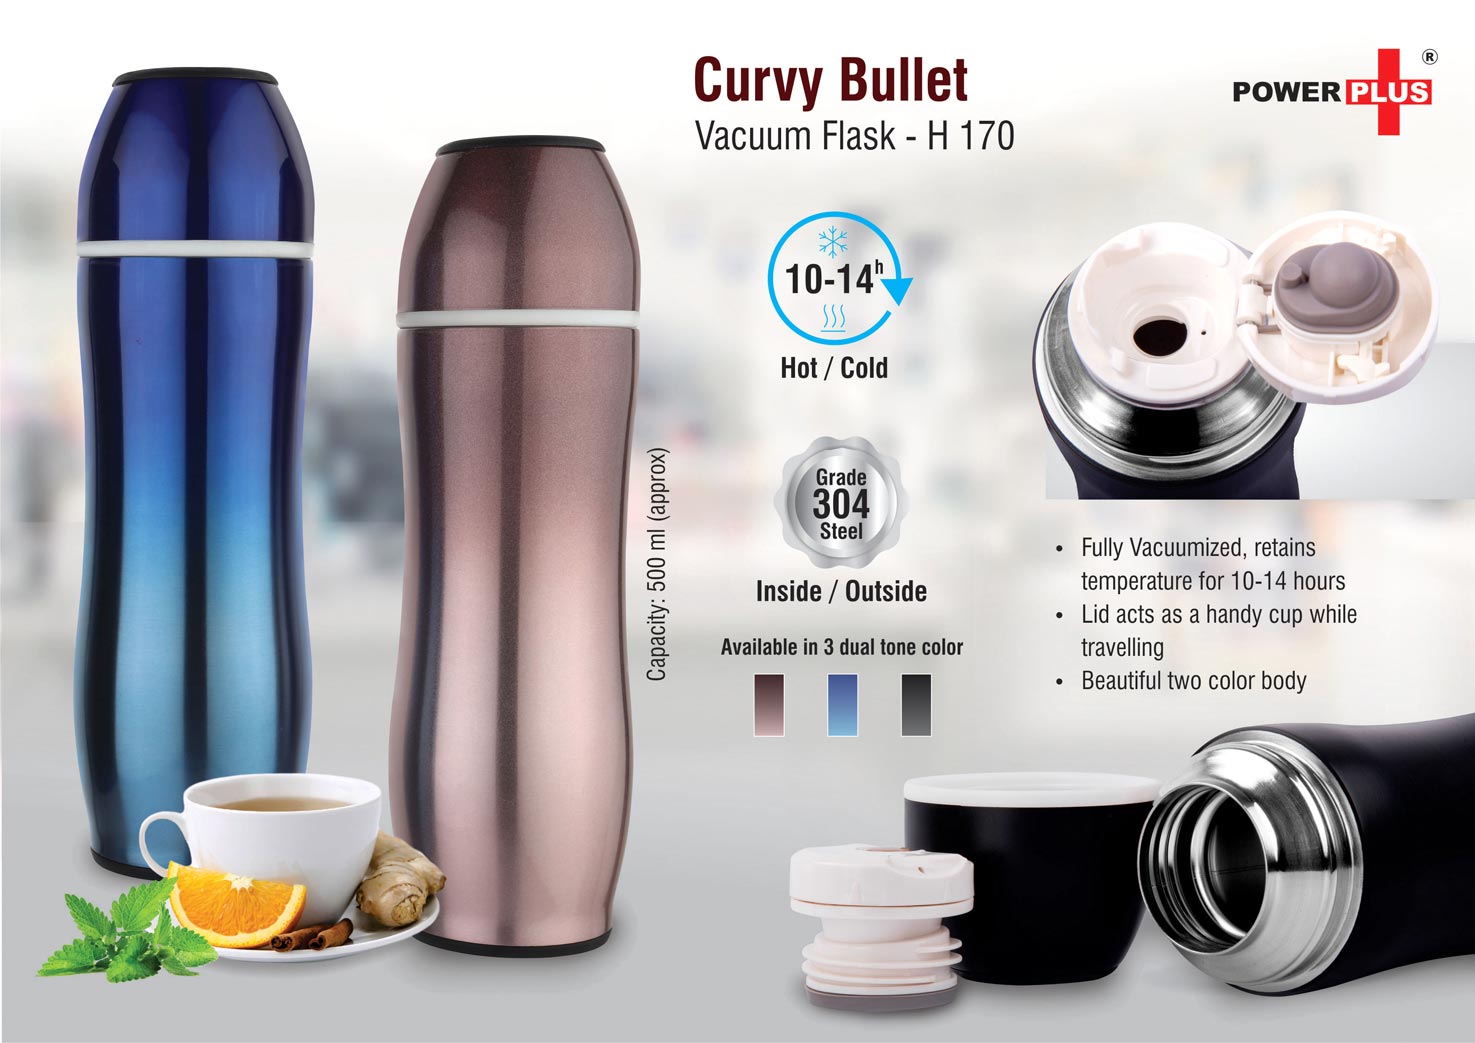 Curvy Bullet
Vacuum Flask - H 170
POWER PLUS ®
10-14h
Hot / Cold
Grade
304
Steel
Inside / Outside
Capacity: 500 ml (approx)
Available in 3 dual tone color
• Fully Vacuumized, retains
temperature for 10-14 hours
• Lid acts as a handy cup while
travelling
• Beautiful two color body